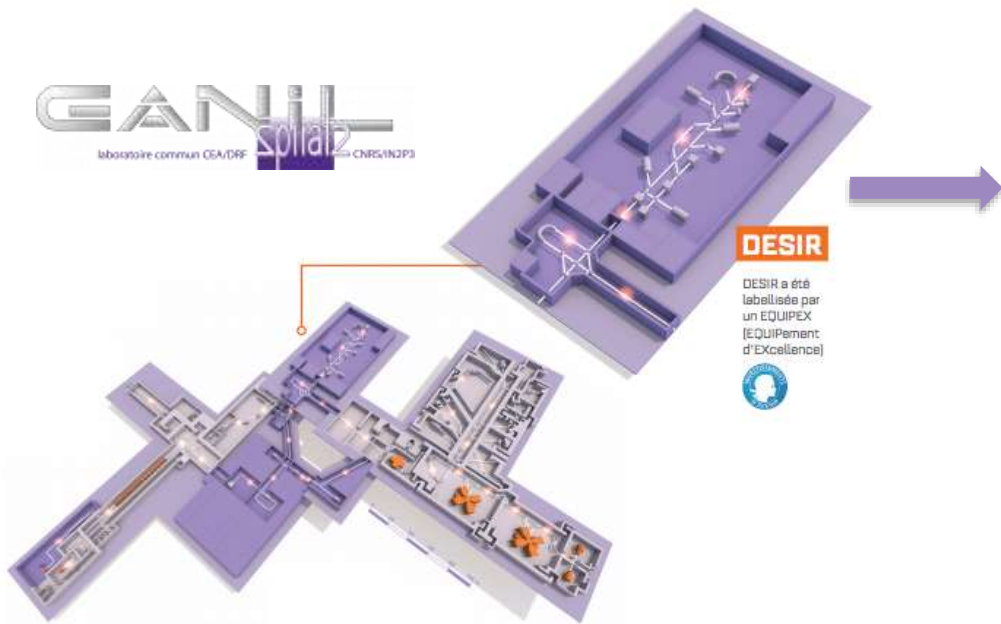 GANIL
spiral2
laboratoire commun CEA/DRF
CNRS/IN2P3
DESIR
DESIR a été
labellisée par
un EQUIPEX
(EQUIPement
d'EXcellence)